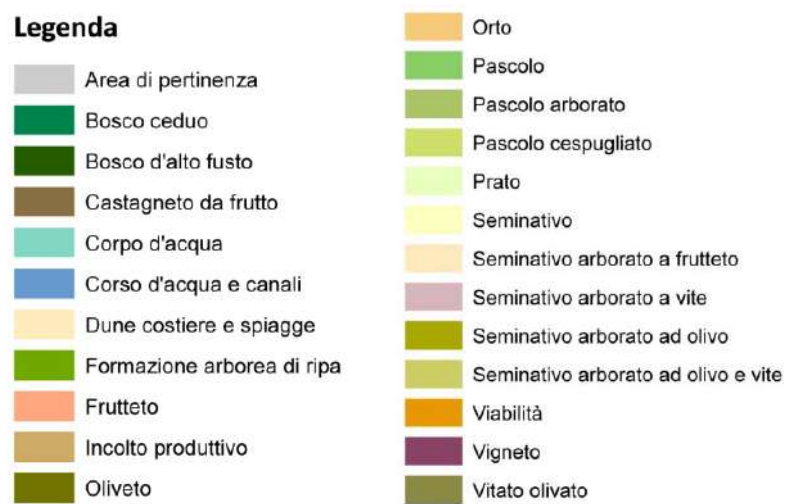 Legenda
Area di pertinenza
Bosco ceduo
Bosco d'alto fusto
Castagneto da frutto
Corpo d'acqua
Corso d'acqua e canali
Dune costiere e spiagge
Formazione arborea di ripa
Frutteto
Incolto produttivo
Oliveto
Orto
Pascolo
Pascolo arborato
Pascolo cespugliato
Prato
Seminativo
Seminativo arborato a frutteto
Seminativo arborato a vite
Seminativo arborato ad olivo
Seminativo arborato ad olivo e vite
Viabilità
Vigneto
Vitato olivato